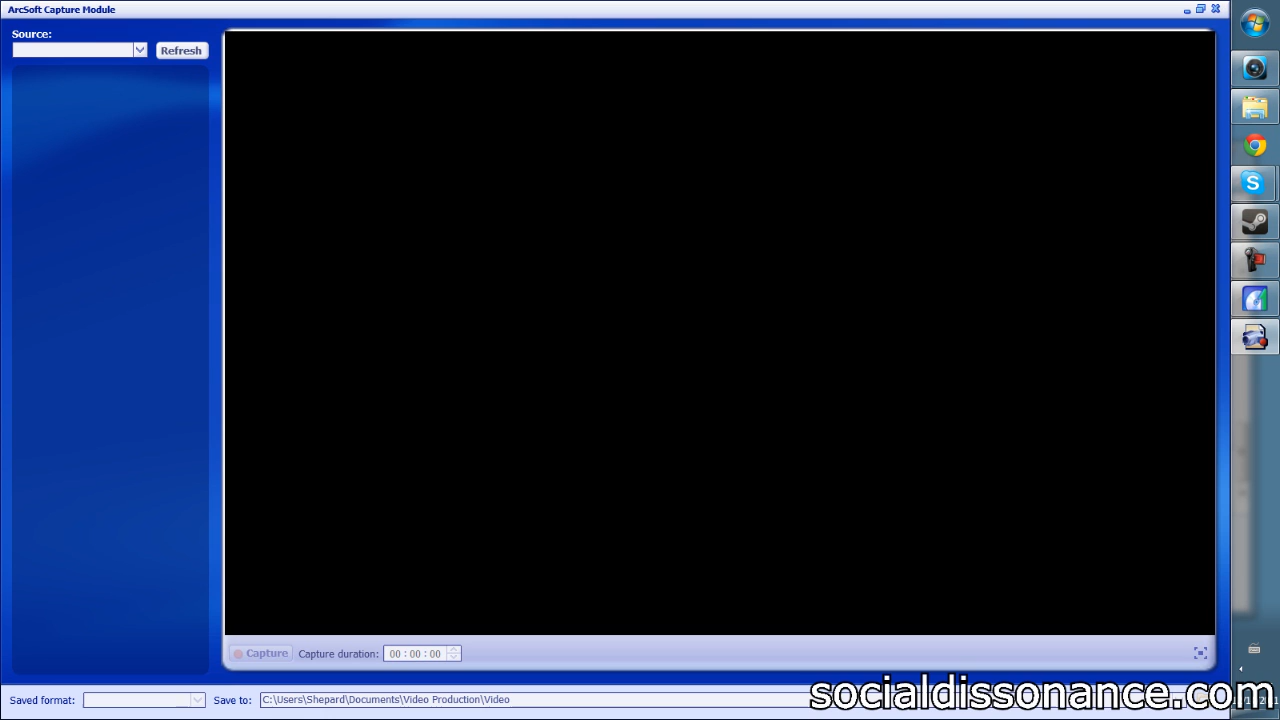 ArcSoft Capture Module
Source:
Refresh
Capture
Capture duration:
00 : 00 : 00
Saved format:
Save to:
C:\Users\Shepard\Documents\Video Production\Video
socialdissonance.com